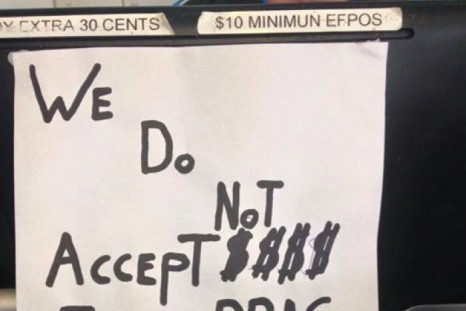 EXTRA 30 CENTS
$10 MINIMUN EFPOS
WE
DO
NOT
ACCEPT $$$$